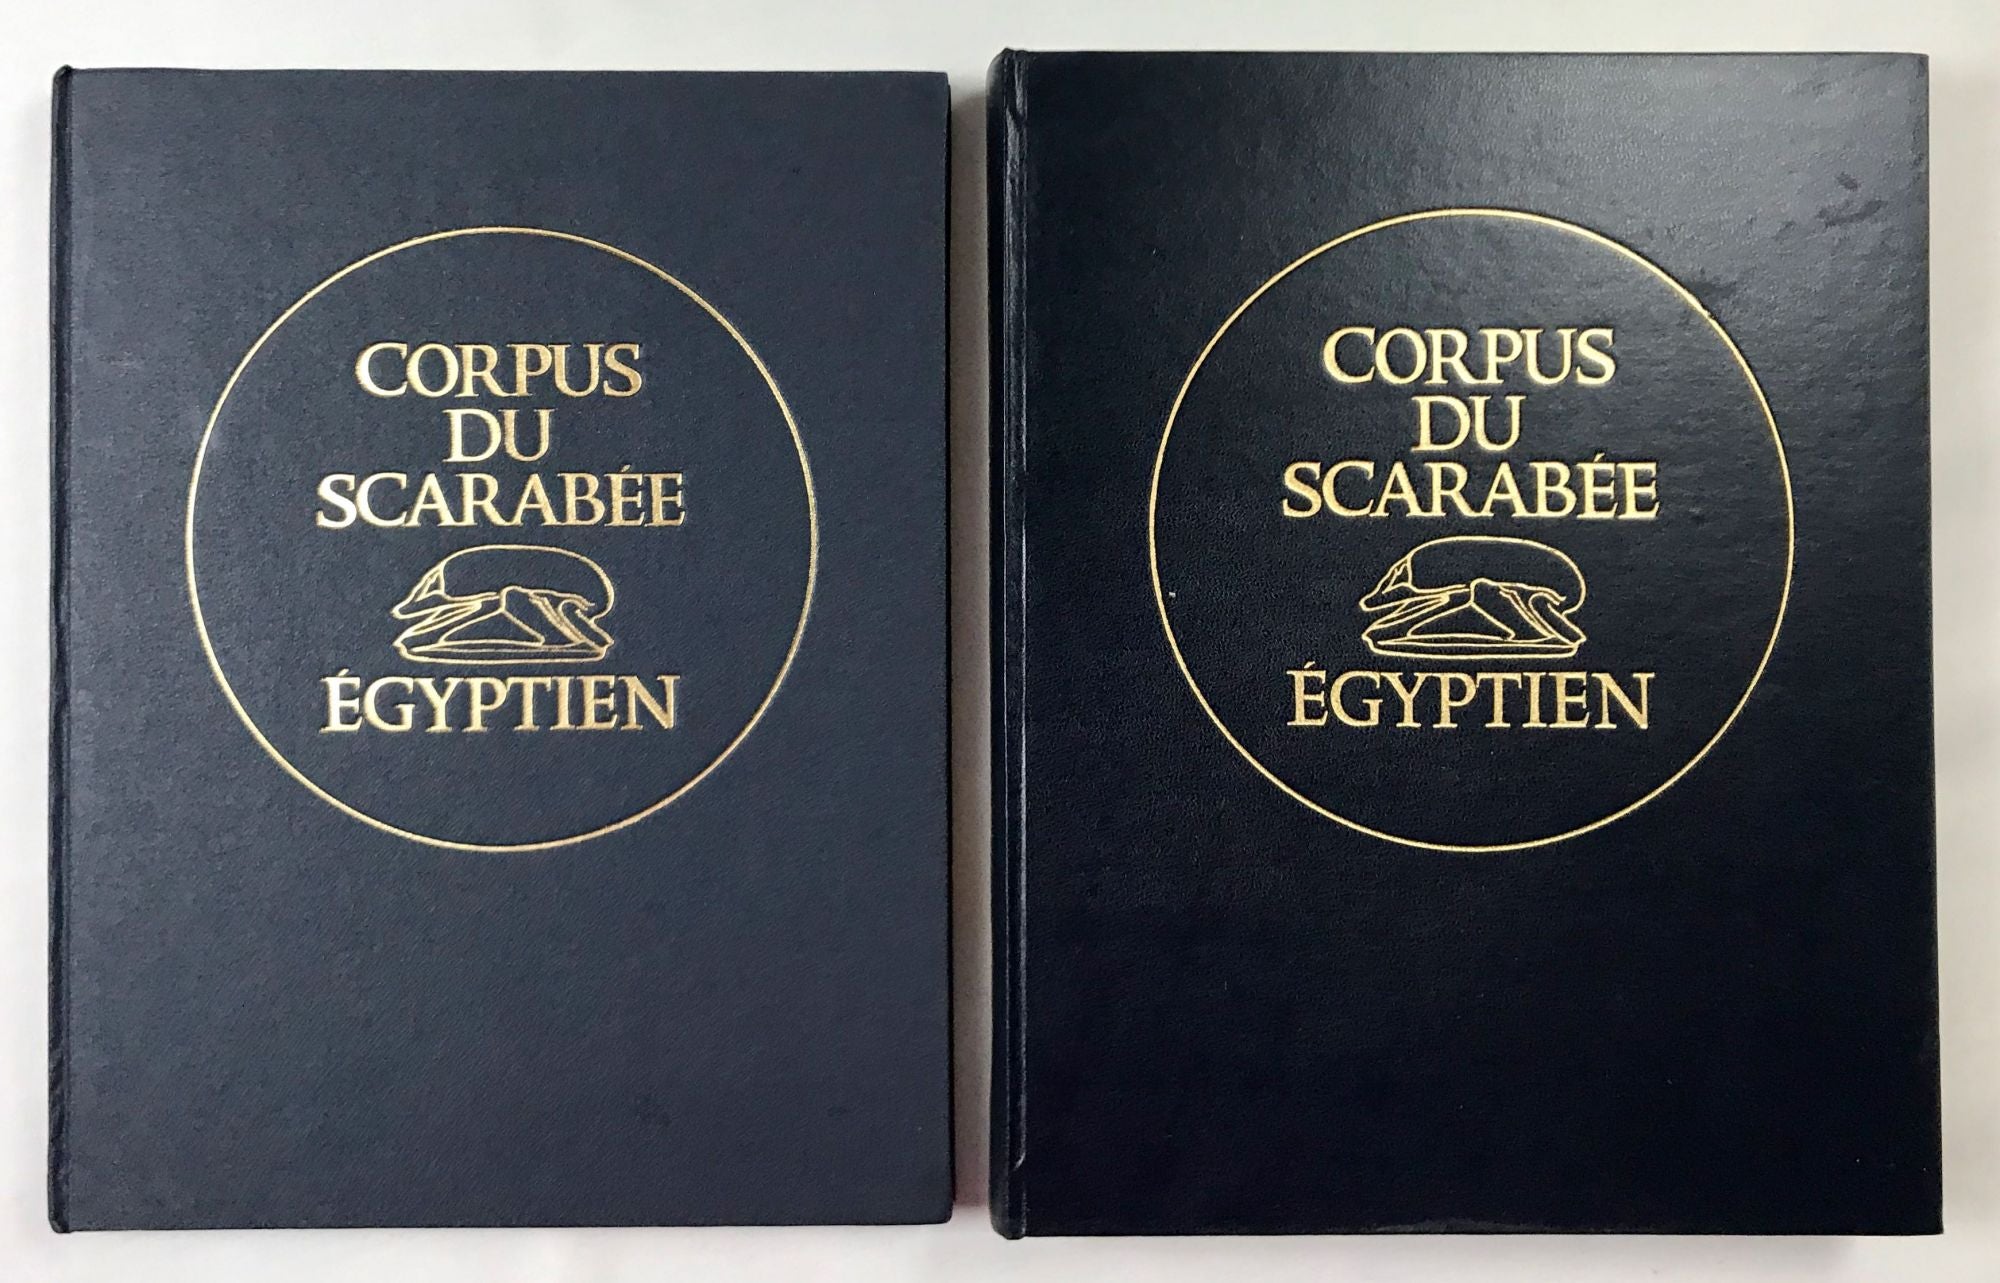 CORPUS
DU
SCARABÉE
ÉGYPTIEN
CORPUS
DU
SCARABÉE
ÉGYPTIEN